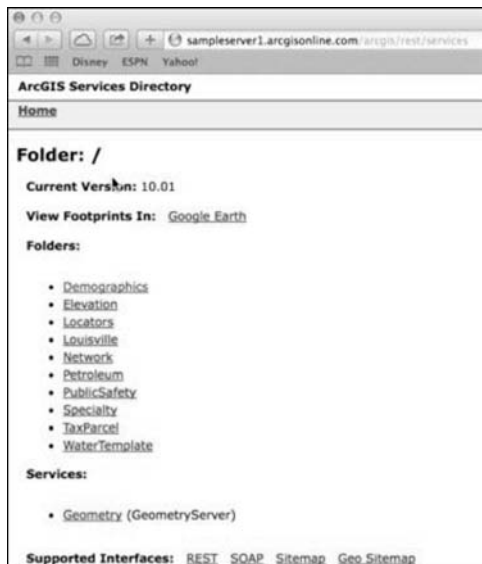 sampleserver1.arcgisonline.com/arcgis/rest/services
Disney ESPN Yahoo!
ArcGIS Services Directory
Home
Folder: /
Current Version: 10.01
View Footprints In: Google Earth
Folders:
• Demographics
• Elevation
• Locators
• Louisville
• Network
• Petroleum
• PublicSafety
• Specialty
• TaxParcel
• WaterTemplate
Services:
• Geometry (GeometryServer)
Supported Interfaces: REST SOAP Sitemap Geo Sitemap